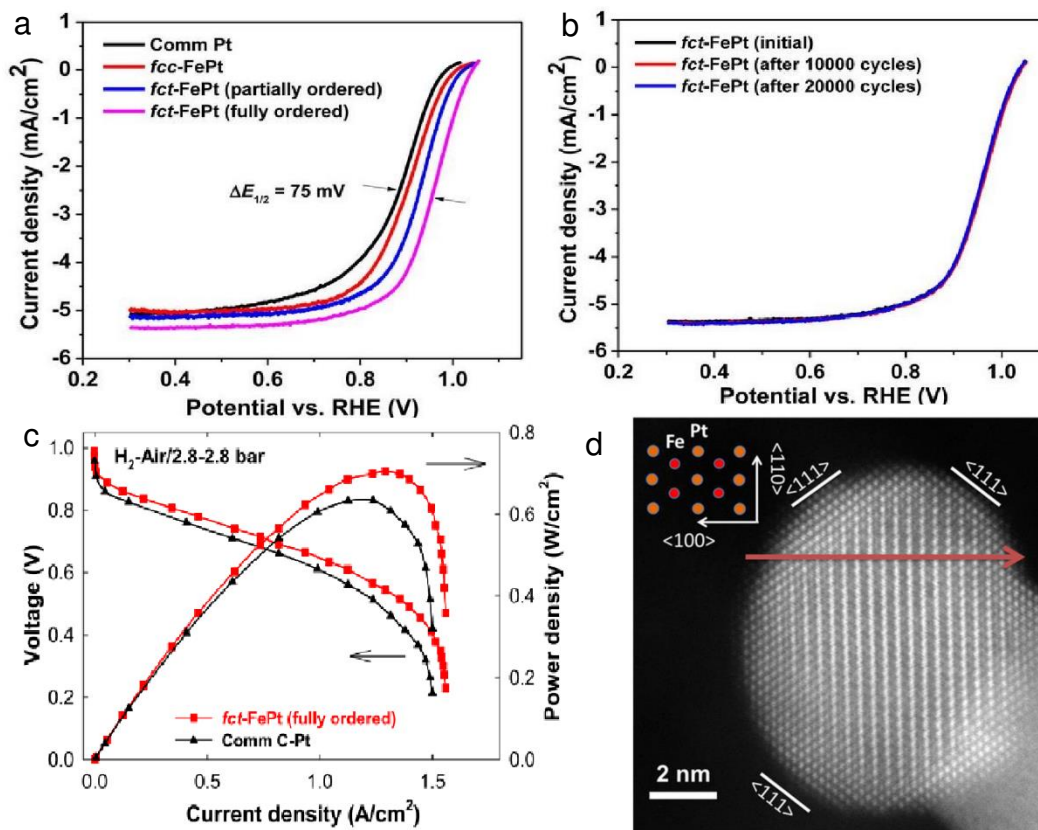 a
Current density (mA/cm²)
1
0
-1
-2
-3
-4
-5
-6
Comm Pt
fcc-FePt
fct-FePt (partially ordered)
fct-FePt (fully ordered)
ΔE1/2 = 75 mV
0.2 0.4 0.6 0.8 1.0
Potential vs. RHE (V)
b
Current density (mA/cm²)
1
0
-1
-2
-3
-4
-5
-6
fct-FePt (initial)
fct-FePt (after 10000 cycles)
fct-FePt (after 20000 cycles)
0.2 0.4 0.6 0.8 1.0
Potential vs. RHE (V)
c
H2-Air/2.8-2.8 bar
Voltage (V)
1.0
0.8
0.6
0.4
0.2
0.0
Power density (W/cm²)
0.8
0.6
0.4
0.2
0.0
fct-FePt (fully ordered)
Comm C-Pt
0.0 0.5 1.0 1.5
Current density (A/cm²)
d
Fe Pt
<110>
<100>
<111>
<111>
<111>
2 nm